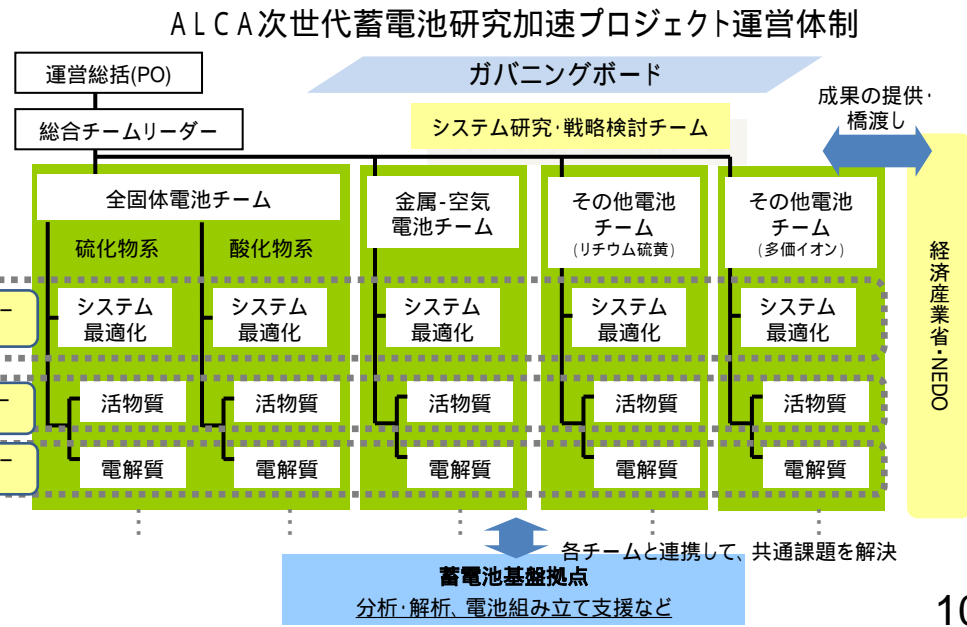 ALCA次世代蓄電池研究加速プロジェクト運営体制
運営総括(PO)
ガバニングボード
総合チームリーダー
システム研究・戦略検討チーム
成果の提供・
橋渡し
全固体電池チーム
硫化物系
酸化物系
金属-空気
電池チーム
その他電池
チーム
(リチウム硫黄)
その他電池
チーム
(多価イオン)
経済産業省・NEDO
ー
システム
最適化
システム
最適化
システム
最適化
システム
最適化
システム
最適化
ー
活物質
活物質
活物質
活物質
活物質
ー
電解質
電解質
電解質
電解質
電解質
各チームと連携して、共通課題を解決
蓄電池基盤拠点
分析・解析、電池組み立て支援など
10